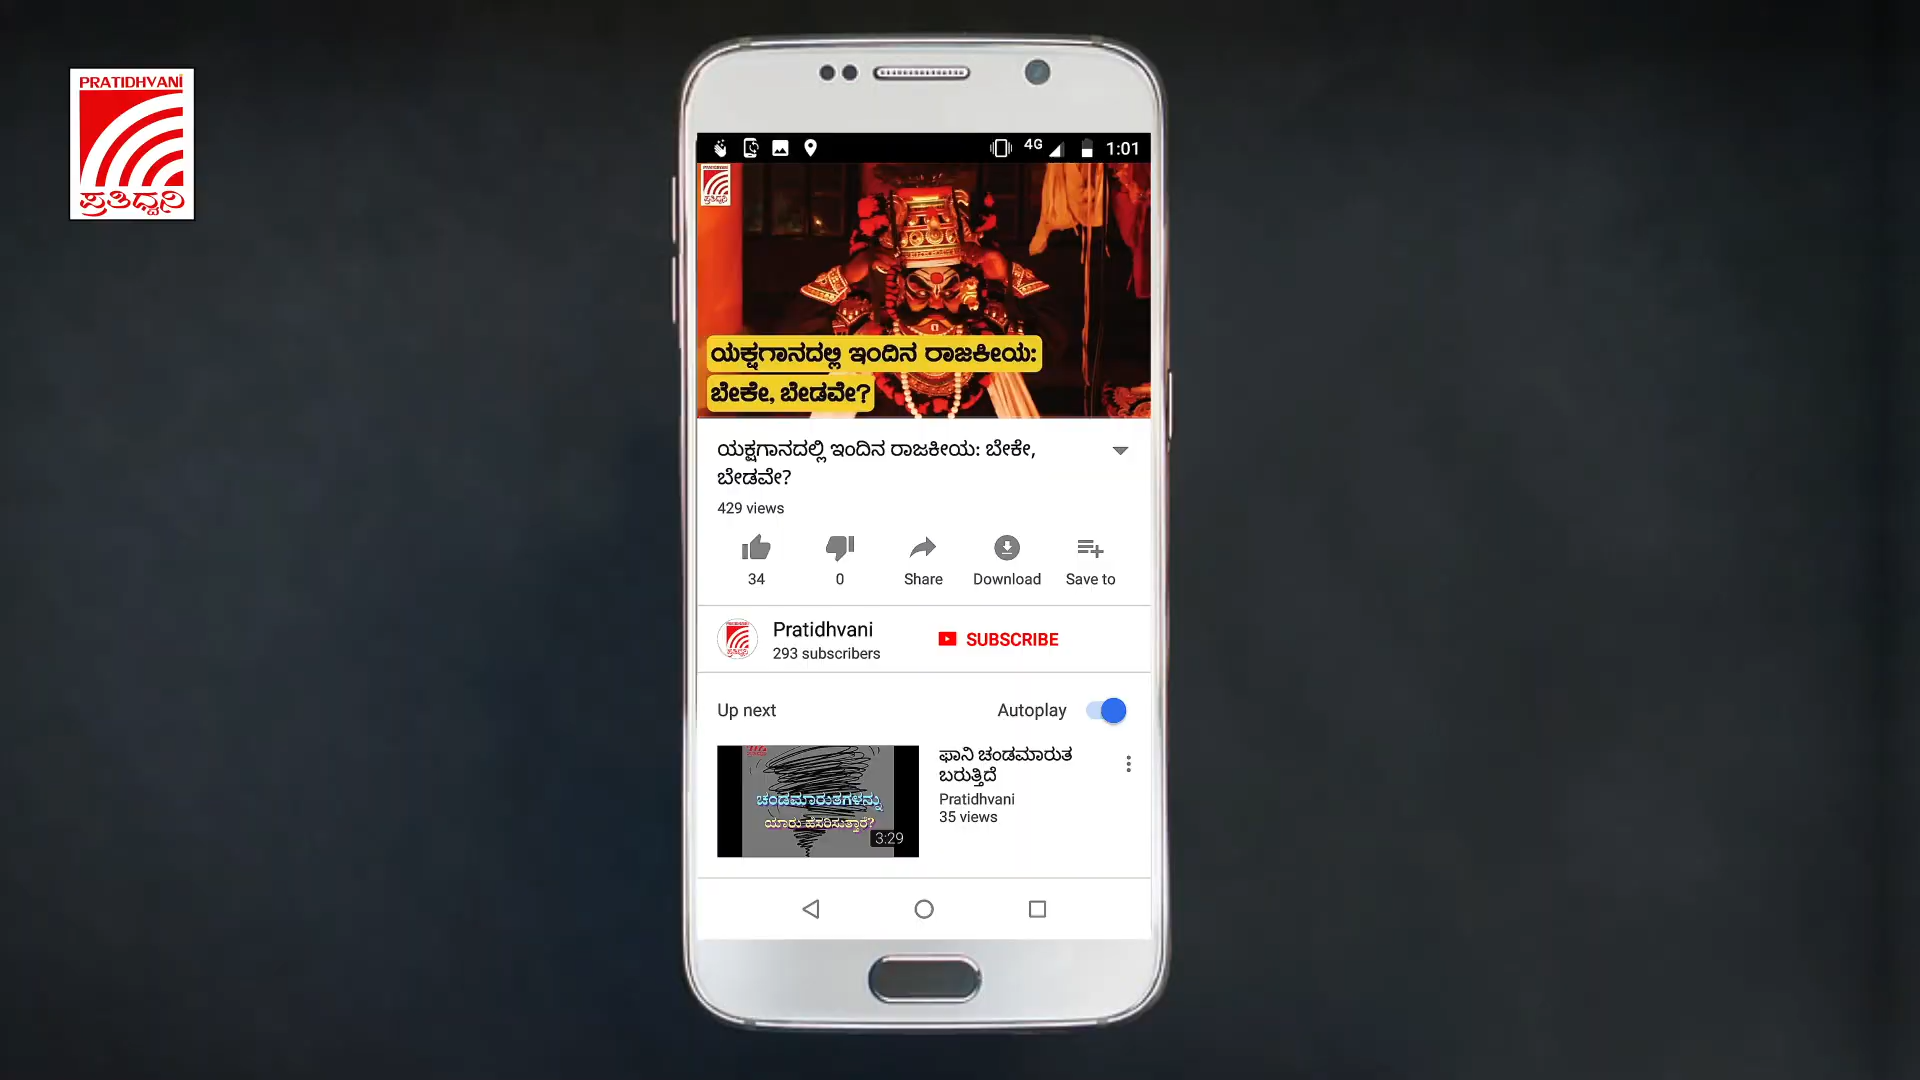 PRATIDHVANI
ಪ್ರತಿಧ್ವನಿ
4G 1:01
ಯಕ್ಷಗಾನದಲ್ಲಿ ಇಂದಿನ ರಾಜಕೀಯ:
ಬೇಕೇ, ಬೇಡವೇ?
ಯಕ್ಷಗಾನದಲ್ಲಿ ಇಂದಿನ ರಾಜಕೀಯ: ಬೇಕೇ,
ಬೇಡವೇ?
429 views
34 0 Share Download Save to
Pratidhvani
293 subscribers
SUBSCRIBE
Up next Autoplay
ಚಂಡಮಾರುತಗಳನ್ನು
ಯಾರು ಹೆಸರಿಸುತ್ತಾರೆ?
3:29
ಫಾನಿ ಚಂಡಮಾರುತ
ಬರುತ್ತಿದೆ
Pratidhvani
35 views